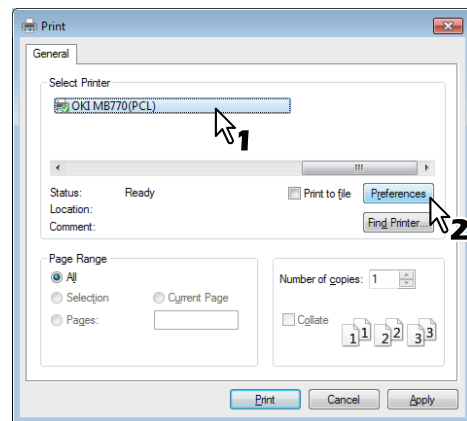 Print
General
Select Printer
OKI MB770(PCL)
1
Status: Ready Print to file Preferences
Location:
Comment: Find Printer...
2
Page Range
All
Selection Current Page
Pages:
Number of copies: 1
Collate 1 1 2 2 3 3
Print Cancel Apply